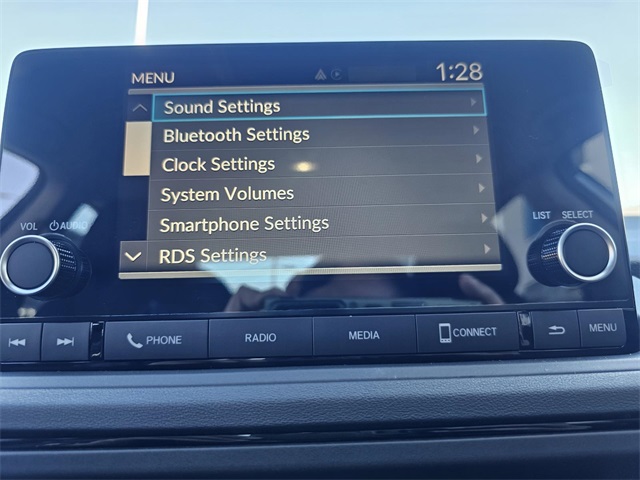 MENU 1:28
Sound Settings
Bluetooth Settings
Clock Settings
System Volumes
Smartphone Settings
RDS Settings
VOL AUDIO
LIST SELECT
PHONE RADIO MEDIA CONNECT MENU